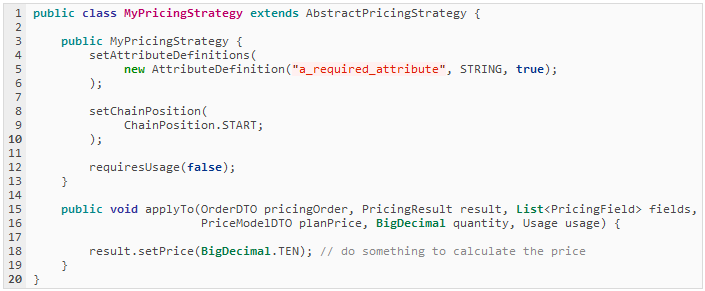 1 public class MyPricingStrategy extends AbstractPricingStrategy {
2
3     public MyPricingStrategy {
4         setAttributeDefinitions(
5              new AttributeDefinition("a_required_attribute", STRING, true);
6         );
7
8         setChainPosition(
9              ChainPosition.START;
10         );
11
12         requiresUsage(false);
13     }
14
15     public void applyTo(OrderDTO pricingOrder, PricingResult result, List<PricingField> fields,
16                         PriceModelDTO planPrice, BigDecimal quantity, Usage usage) {
17
18         result.setPrice(BigDecimal.TEN); // do something to calculate the price
19     }
20 }